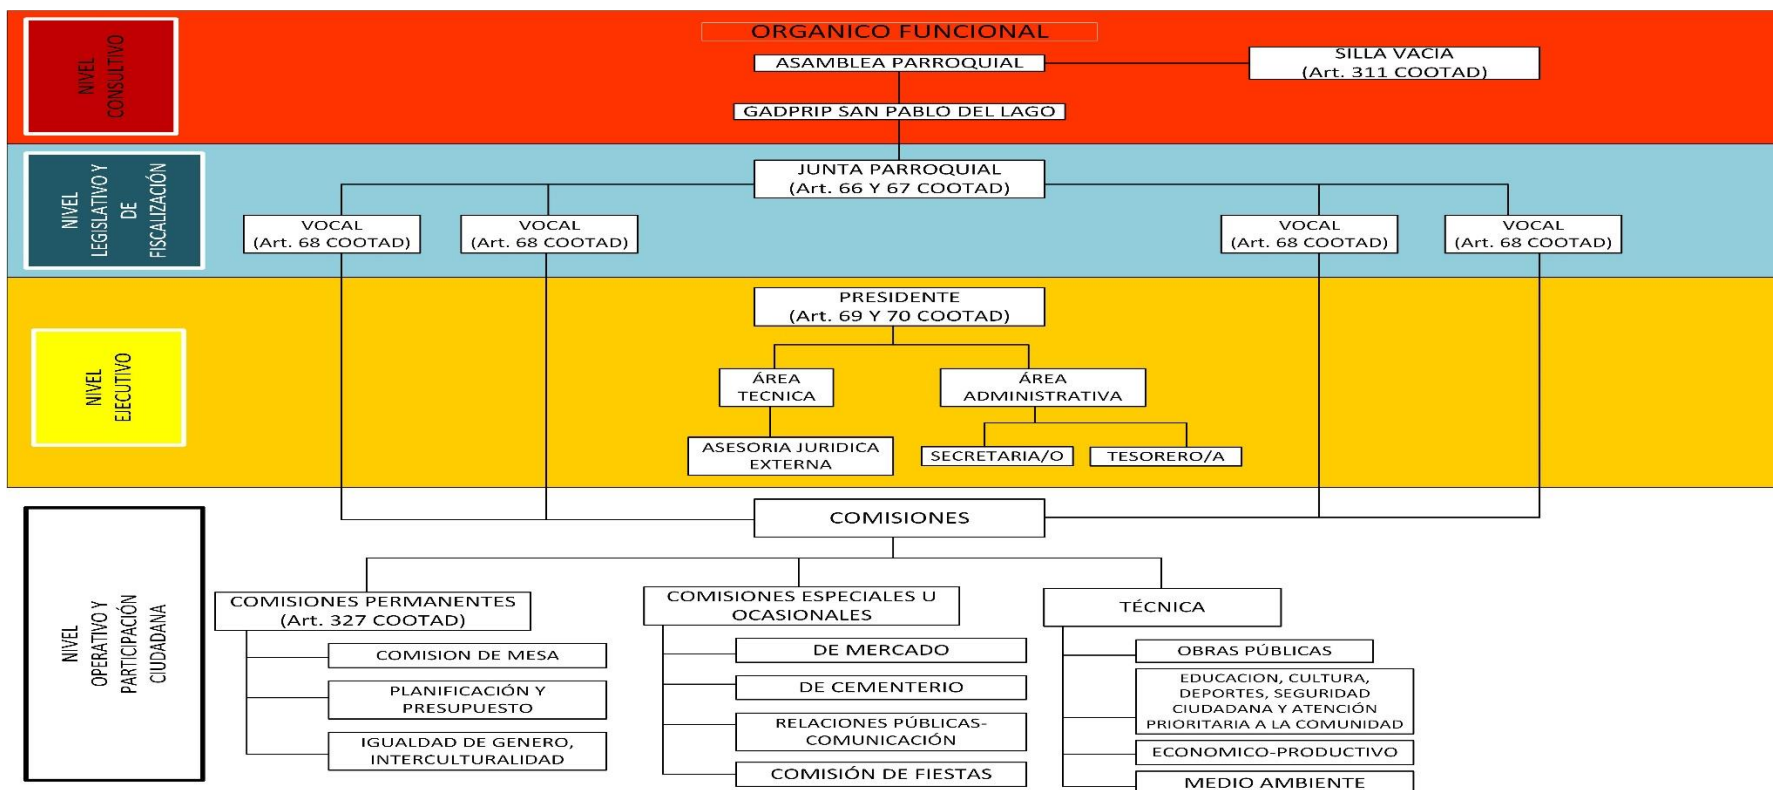 ORGANICO FUNCIONAL
NIVEL
CONSULTIVO
ASAMBLEA PARROQUIAL
SILLA VACIA
(Art. 311 COOTAD)
GADPRIP SAN PABLO DEL LAGO
NIVEL
LEGISLATIVO Y
DE
FISCALIZACIÓN
JUNTA PARROQUIAL
(Art. 66 Y 67 COOTAD)
VOCAL
(Art. 68 COOTAD)
VOCAL
(Art. 68 COOTAD)
VOCAL
(Art. 68 COOTAD)
VOCAL
(Art. 68 COOTAD)
NIVEL
EJECUTIVO
PRESIDENTE
(Art. 69 Y 70 COOTAD)
ÁREA
TECNICA
ÁREA
ADMINISTRATIVA
ASESORIA JURIDICA
EXTERNA
SECRETARIA/O
TESORERO/A
NIVEL
OPERATIVO Y
PARTICIPACIÓN
CIUDADANA
COMISIONES
COMISIONES PERMANENTES
(Art. 327 COOTAD)
COMISION DE MESA
PLANIFICACIÓN Y
PRESUPUESTO
IGUALDAD DE GENERO,
INTERCULTURALIDAD
COMISIONES ESPECIALES U
OCASIONALES
DE MERCADO
DE CEMENTERIO
RELACIONES PÚBLICAS-
COMUNICACIÓN
COMISIÓN DE FIESTAS
TÉCNICA
OBRAS PÚBLICAS
EDUCACION, CULTURA,
DEPORTES, SEGURIDAD
CIUDADANA Y ATENCIÓN
PRIORITARIA A LA COMUNIDAD
ECONOMICO-PRODUCTIVO
MEDIO AMBIENTE